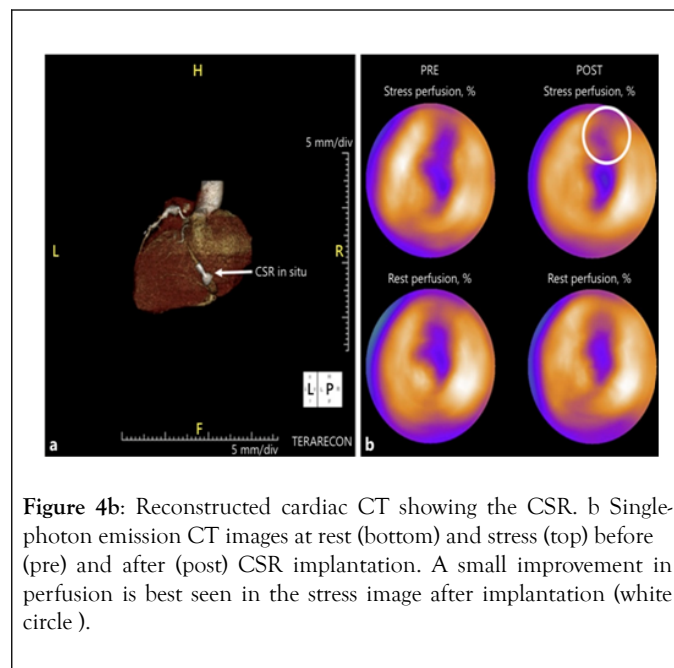 H
5 mm/div
L
R
CSR in situ
L P
F
5 mm/div
TERARECON
a
PRE
POST
Stress perfusion, %
Stress perfusion, %
Rest perfusion, %
Rest perfusion, %
b
Figure 4b: Reconstructed cardiac CT showing the CSR. b Single-
photon emission CT images at rest (bottom) and stress (top) before
(pre) and after (post) CSR implantation. A small improvement in
perfusion is best seen in the stress image after implantation (white
circle ).